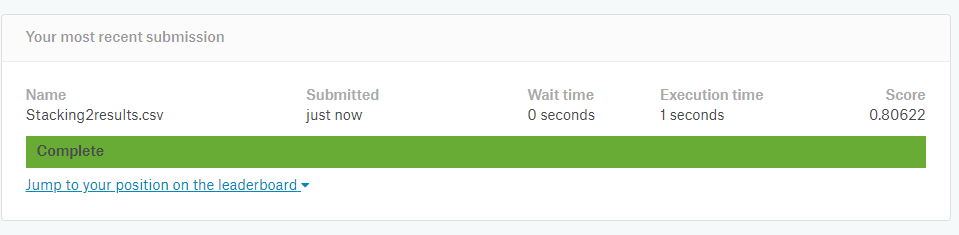 Your most recent submission
Name Submitted Wait time Execution time Score
Stacking2results.csv just now 0 seconds 1 seconds 0.80622
Complete
Jump to your position on the leaderboard